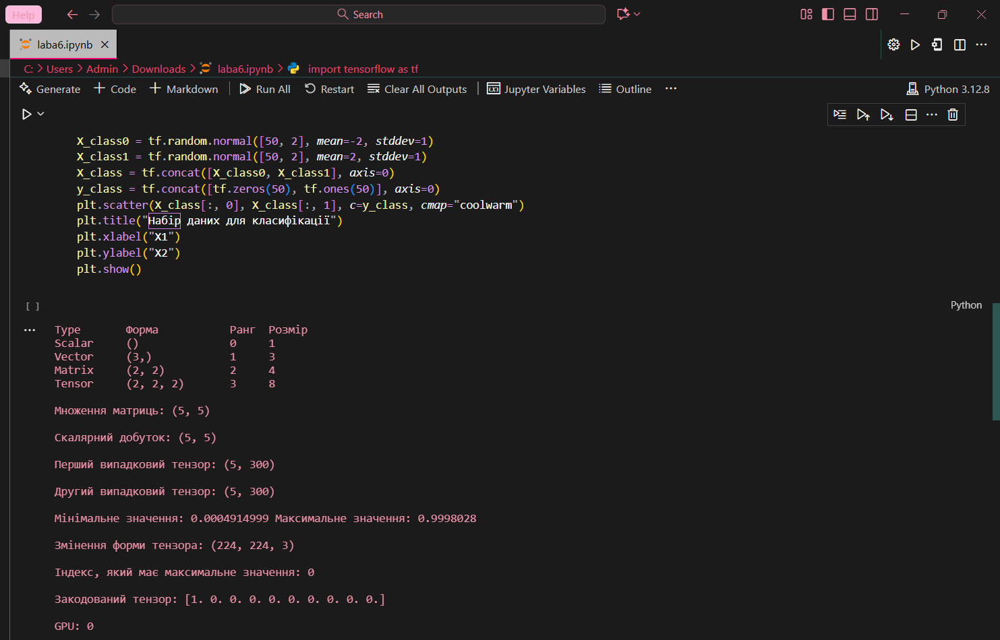 Help
Search
laba6.ipynb
C: > Users > Admin > Downloads > laba6.ipynb > import tensorflow as tf
Generate + Code + Markdown | Run All Restart Clear All Outputs | Jupyter Variables Outline ... Python 3.12.8
X_class0 = tf.random.normal([50, 2], mean=-2, stddev=1)
X_class1 = tf.random.normal([50, 2], mean=2, stddev=1)
X_class = tf.concat([X_class0, X_class1], axis=0)
y_class = tf.concat([tf.zeros(50), tf.ones(50)], axis=0)
plt.scatter(X_class[:, 0], X_class[:, 1], c=y_class, cmap="coolwarm")
plt.title("Набір даних для класифікації")
plt.xlabel("X1")
plt.ylabel("X2")
plt.show()
[ ] Python
Type Форма Ранг Розмір
Scalar () 0 1
Vector (3,) 1 3
Matrix (2, 2) 2 4
Tensor (2, 2, 2) 3 8
Множення матриць: (5, 5)
Скалярний добуток: (5, 5)
Перший випадковий тензор: (5, 300)
Другий випадковий тензор: (5, 300)
Мінімальне значення: 0.0004914999 Максимальне значення: 0.9998028
Змінення форми тензора: (224, 224, 3)
Індекс, який має максимальне значення: 0
Закодований тензор: [1. 0. 0. 0. 0. 0. 0. 0. 0. 0.]
GPU: 0